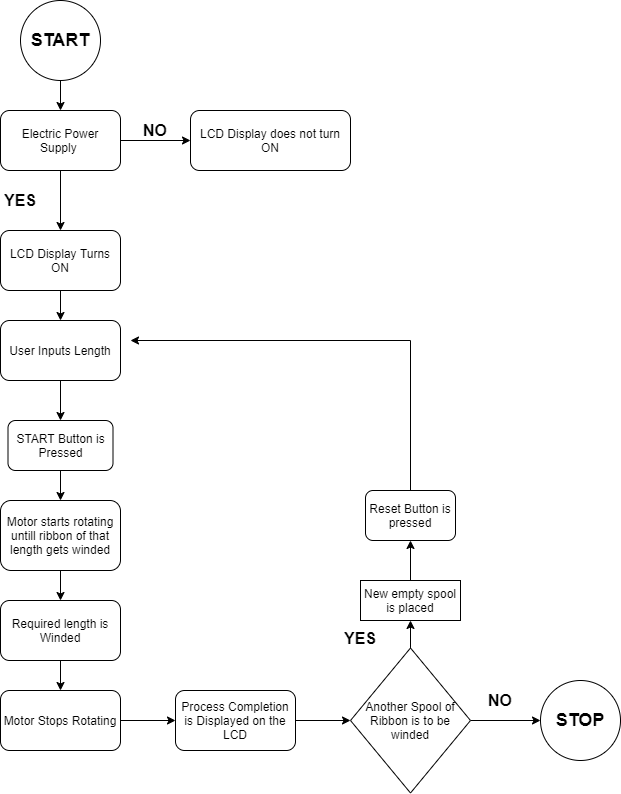 START
Electric Power
Supply
NO
LCD Display does not turn
ON
YES
LCD Display Turns
ON
User Inputs Length
START Button is
Pressed
Motor starts rotating
untill ribbon of that
length gets winded
Required length is
Winded
Motor Stops Rotating
Process Completion
is Displayed on the
LCD
Another Spool of
Ribbon is to be
winded
YES
New empty spool
is placed
Reset Button is
pressed
NO
STOP